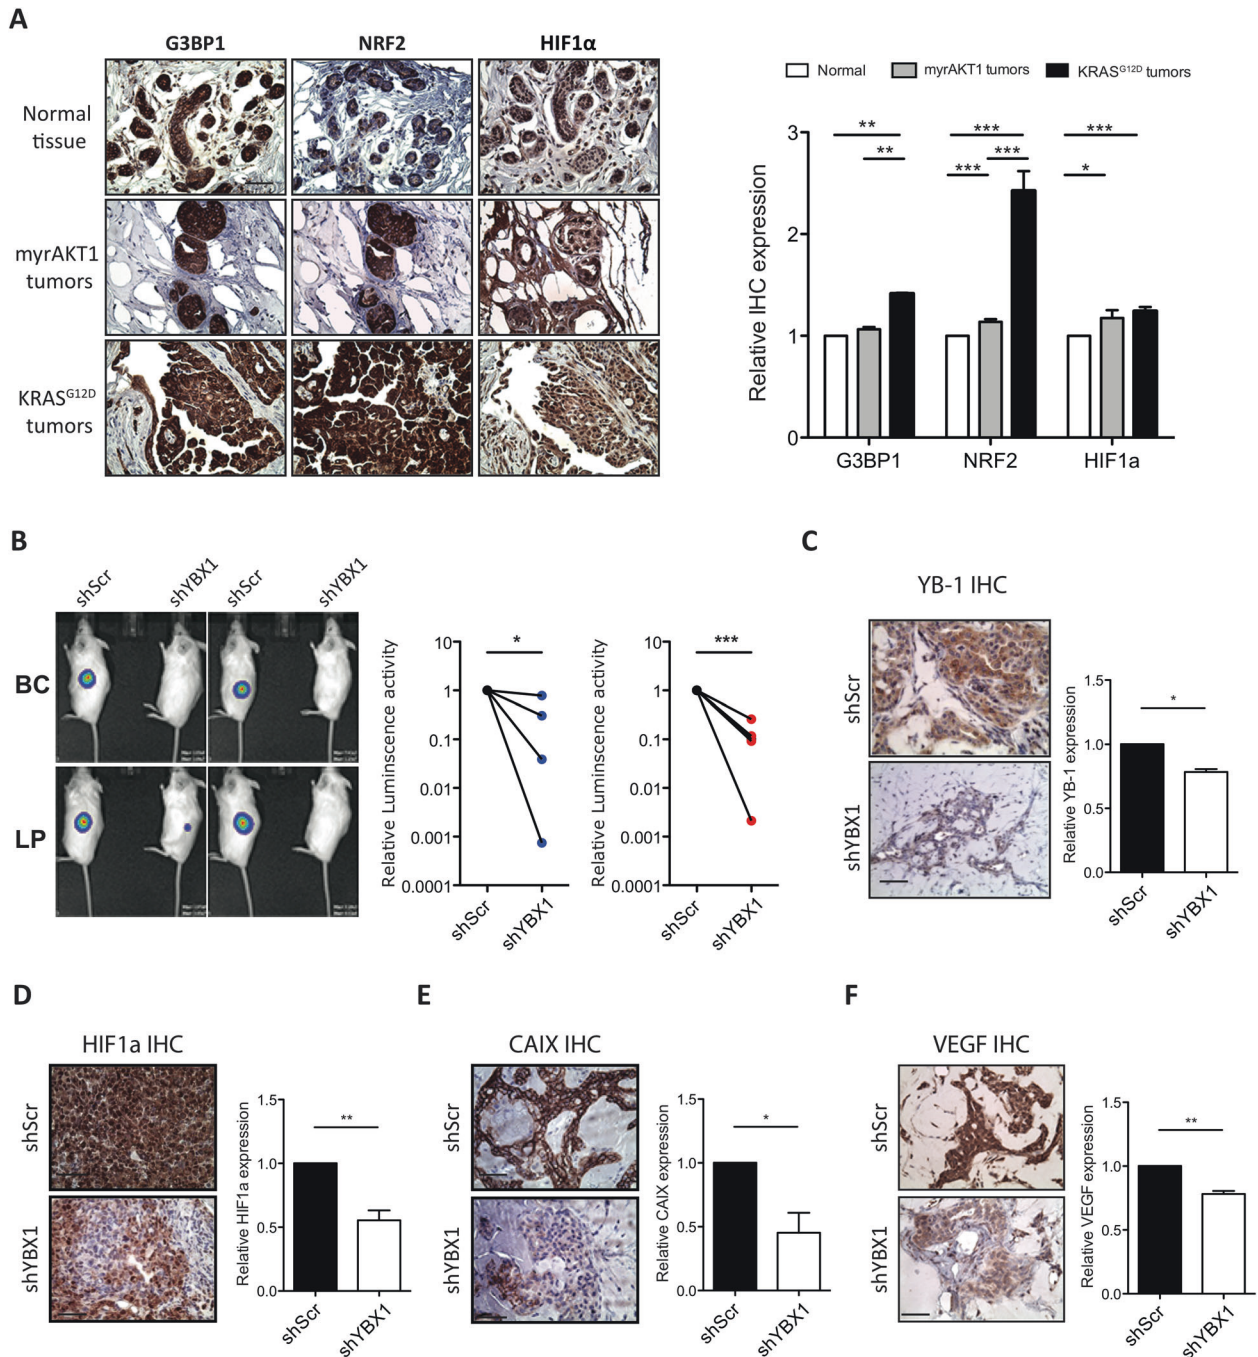 A
G3BP1 NRF2 HIF1α
Normal
tissue
myrAKT1
tumors
KRASG12D
tumors
Normal myrAKT1 tumors KRASG12D tumors
Relative IHC expression
3
2
1
0
** *** ***
** *** *** *
G3BP1 NRF2 HIF1a
B
shScr shYBX1 shScr shYBX1
BC
LP
Relative Luminescence activity
10
1
0.1
0.01
0.001
0.0001
*
shScr shYBX1
Relative Luminescence activity
10
1
0.1
0.01
0.001
0.0001
***
shScr shYBX1
C
YB-1 IHC
shScr
shYBX1
Relative YB-1 expression
1.5
1.0
0.5
0.0
*
shScr shYBX1
D
HIF1a IHC
shScr
shYBX1
Relative HIF1a expression
1.5
1.0
0.5
0.0
**
shScr shYBX1
E
CAIX IHC
shScr
shYBX1
Relative CAIX expression
1.5
1.0
0.5
0.0
*
shScr shYBX1
F
VEGF IHC
shScr
shYBX1
Relative VEGF expression
1.5
1.0
0.5
0.0
**
shScr shYBX1